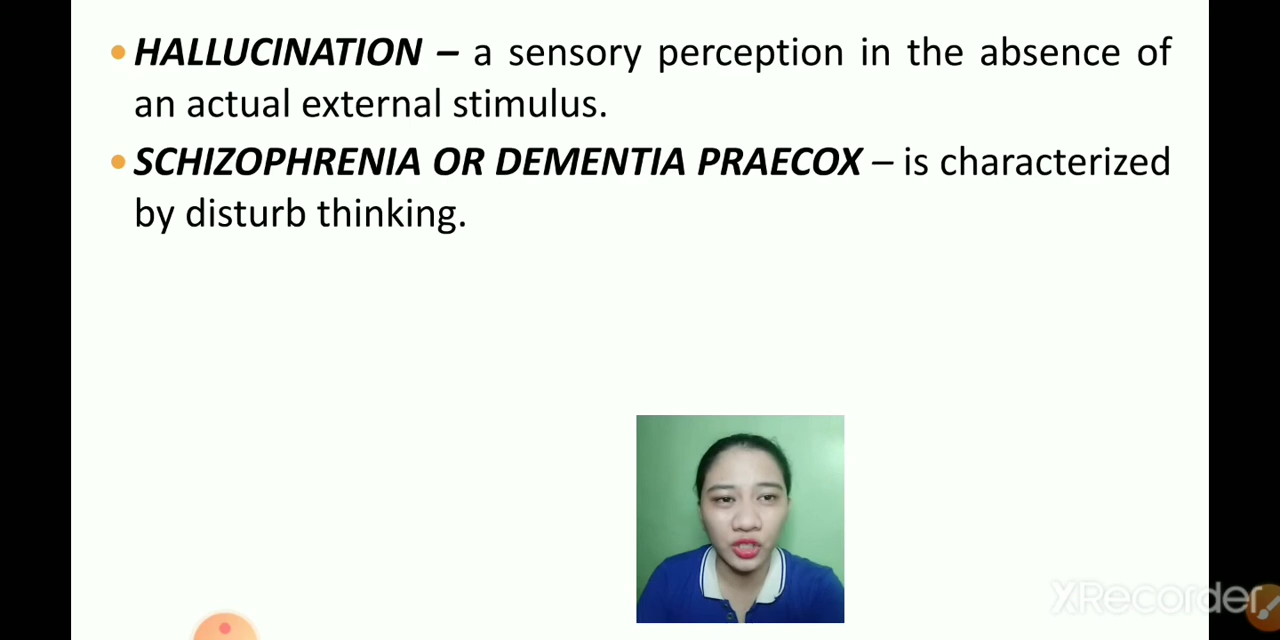 • HALLUCINATION – a sensory perception in the absence of
an actual external stimulus.
• SCHIZOPHRENIA OR DEMENTIA PRAECOX – is characterized
by disturb thinking.
XRecorder